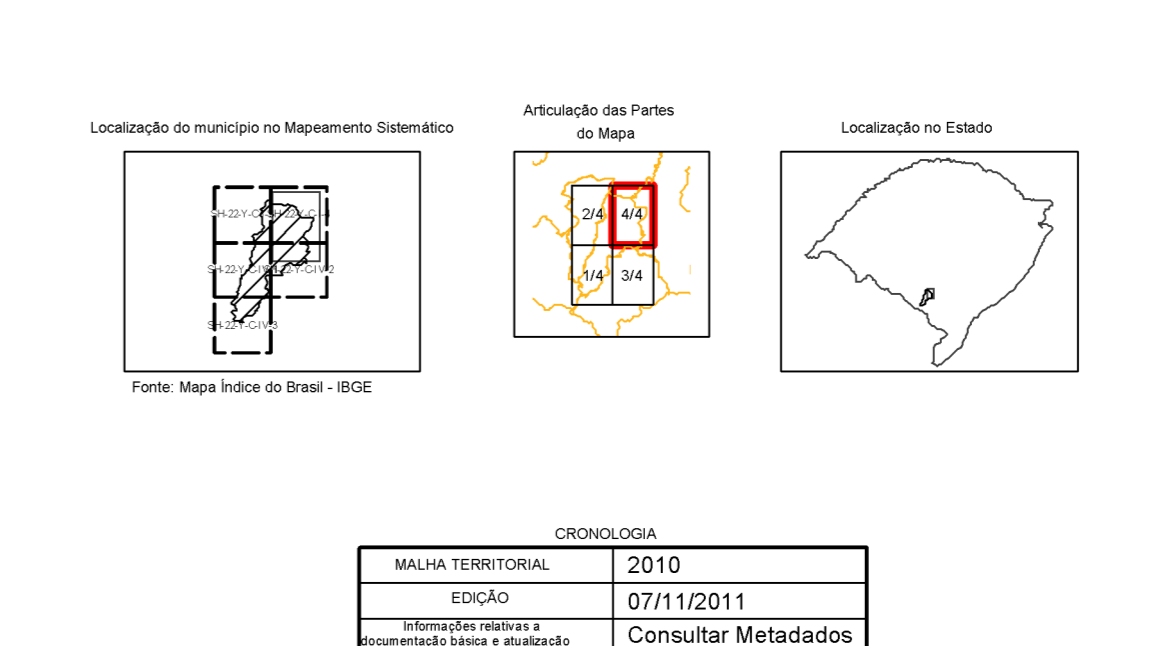 Localização do município no Mapeamento Sistemático
Articulação das Partes
do Mapa
Localização no Estado
2/4
4/4
1/4
3/4
SH-22-Y-C-IV-3
Fonte: Mapa Índice do Brasil - IBGE
CRONOLOGIA
MALHA TERRITORIAL
2010
EDIÇÃO
07/11/2011
Informações relativas a
documentação básica e atualização
Consultar Metadados